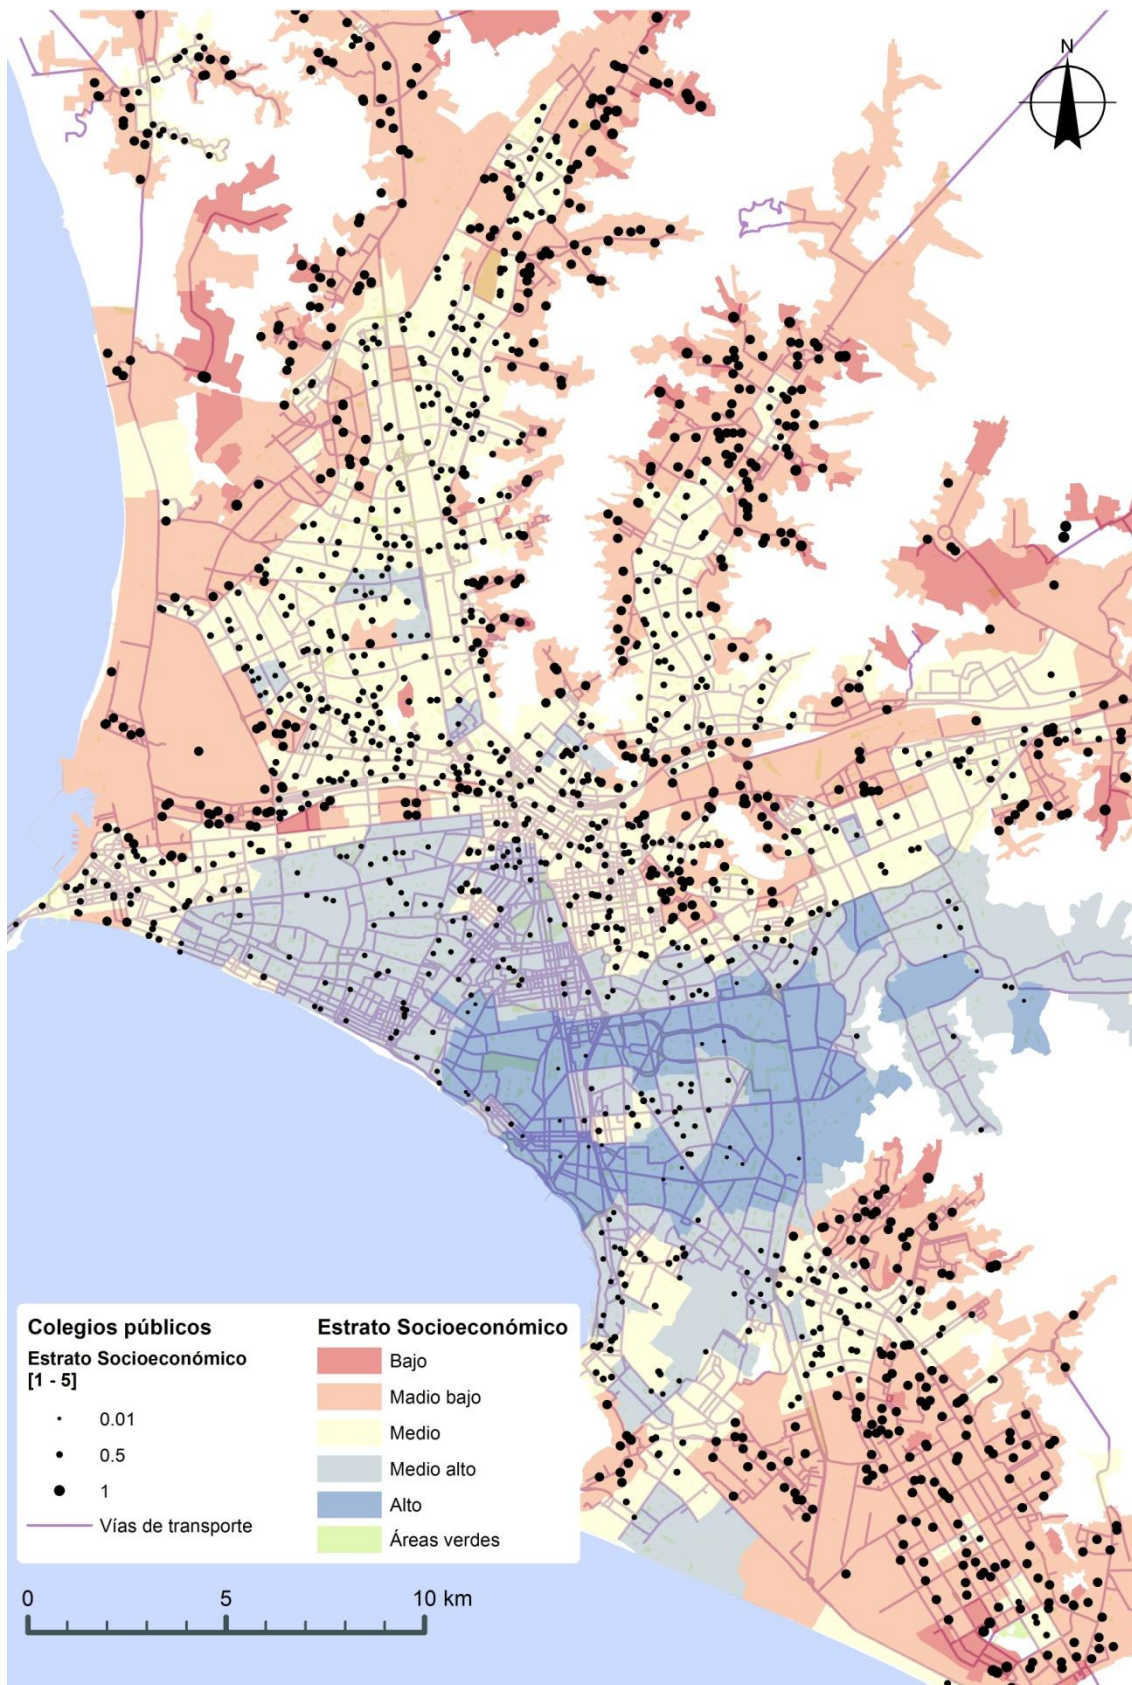 N
Colegios públicos
Estrato Socioeconómico
[1 - 5]
0.01
0.5
1
Vías de transporte
Estrato Socioeconómico
Bajo
Madio bajo
Medio
Medio alto
Alto
Áreas verdes
0 5 10 km